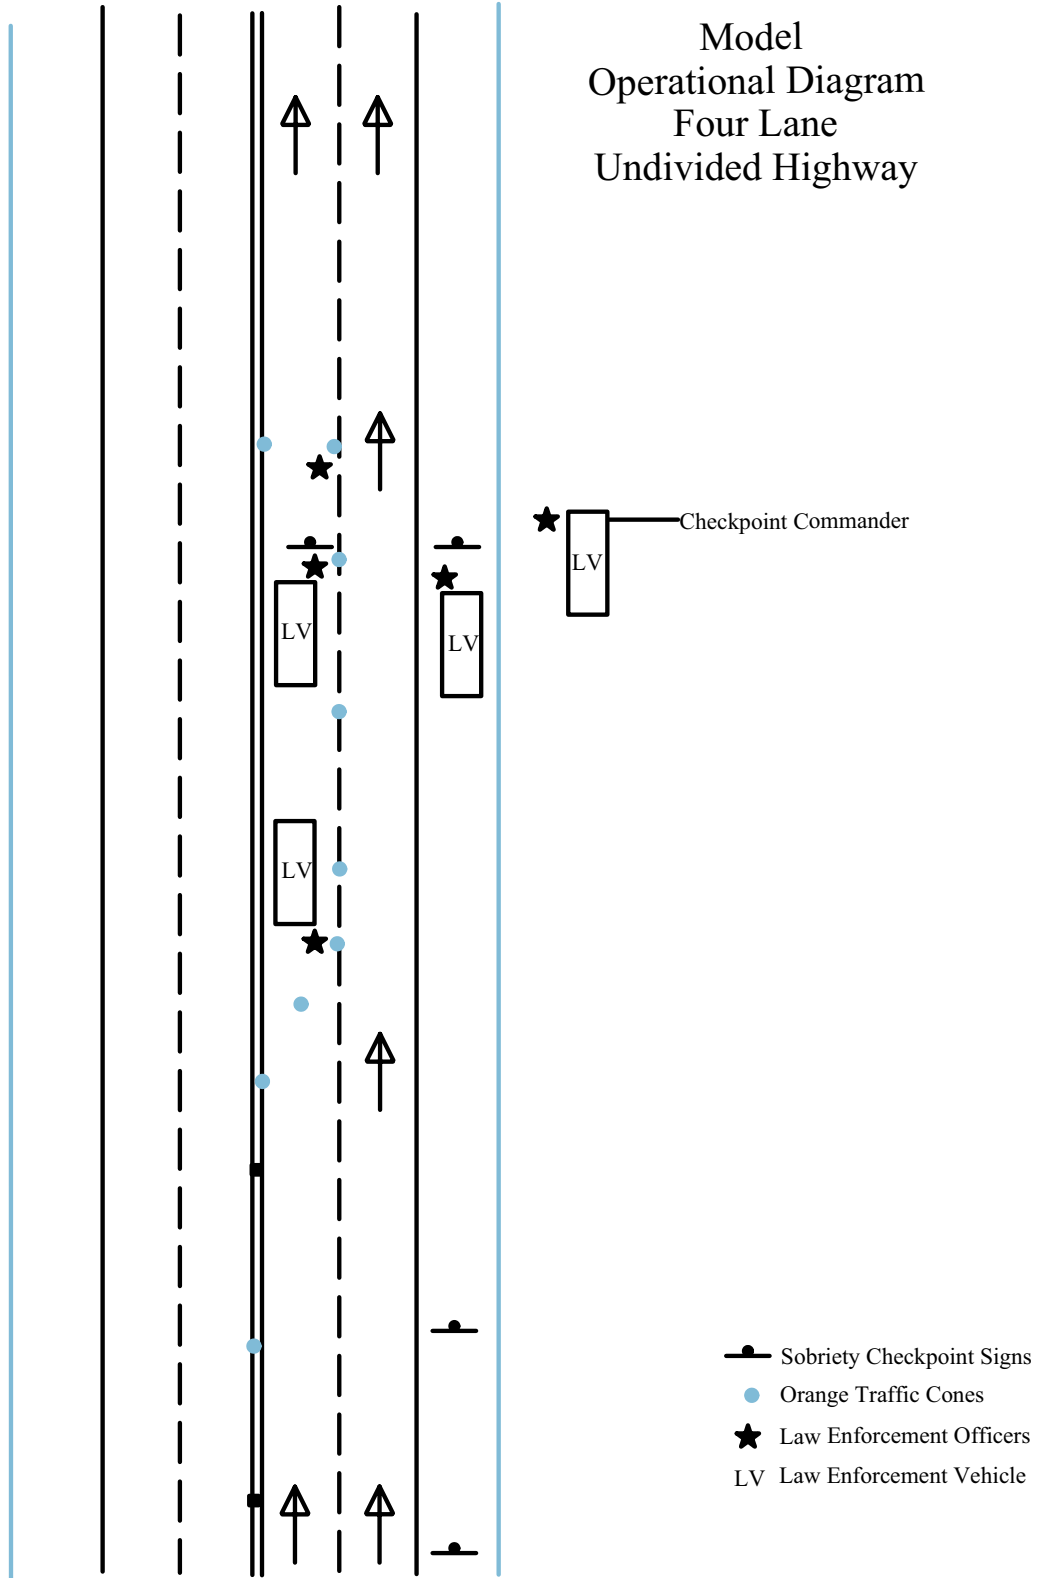 Model
Operational Diagram
Four Lane
Undivided Highway
Checkpoint Commander
LV
LV
LV
LV
Sobriety Checkpoint Signs
Orange Traffic Cones
Law Enforcement Officers
LV Law Enforcement Vehicle